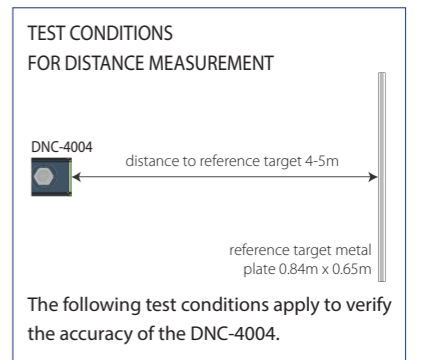 TEST CONDITIONS
FOR DISTANCE MEASUREMENT
DNC-4004
distance to reference target 4-5m
reference target metal
plate 0.84m x 0.65m
The following test conditions apply to verify
the accuracy of the DNC-4004.